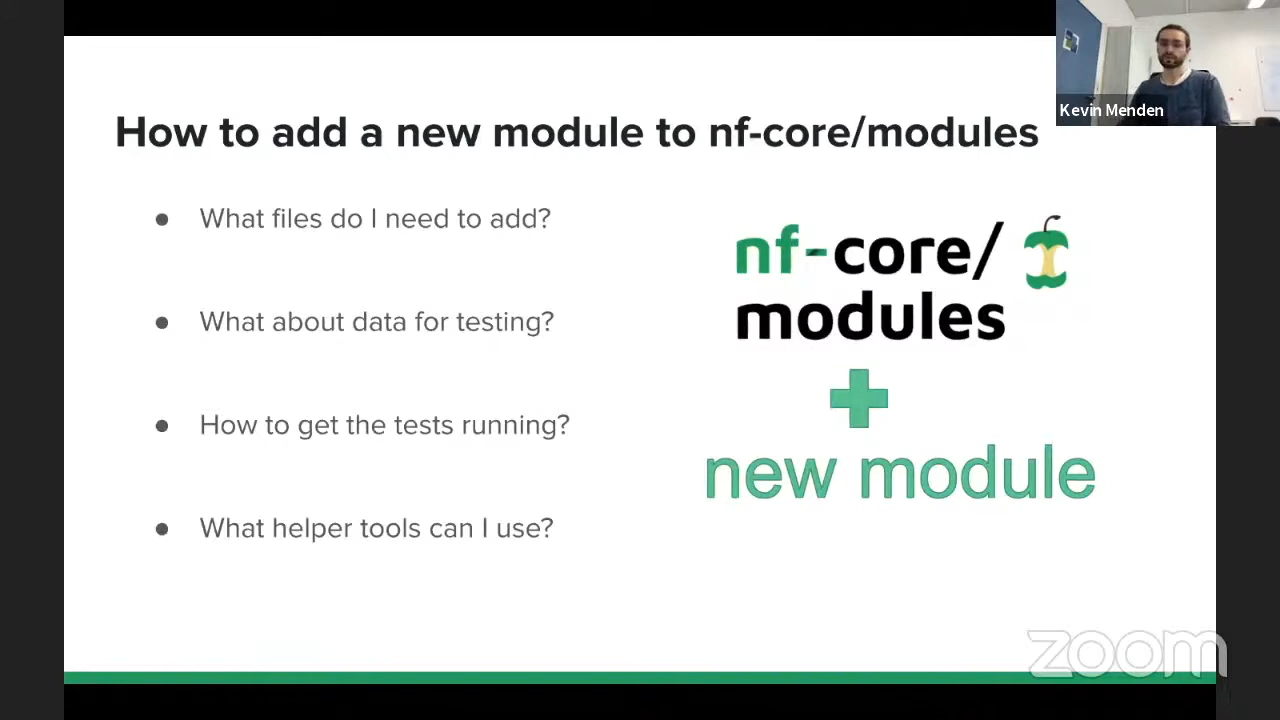 Kevin Menden
How to add a new module to nf-core/modules
● What files do I need to add?
● What about data for testing?
● How to get the tests running?
● What helper tools can I use?
nf-core/
modules
new module
zoom